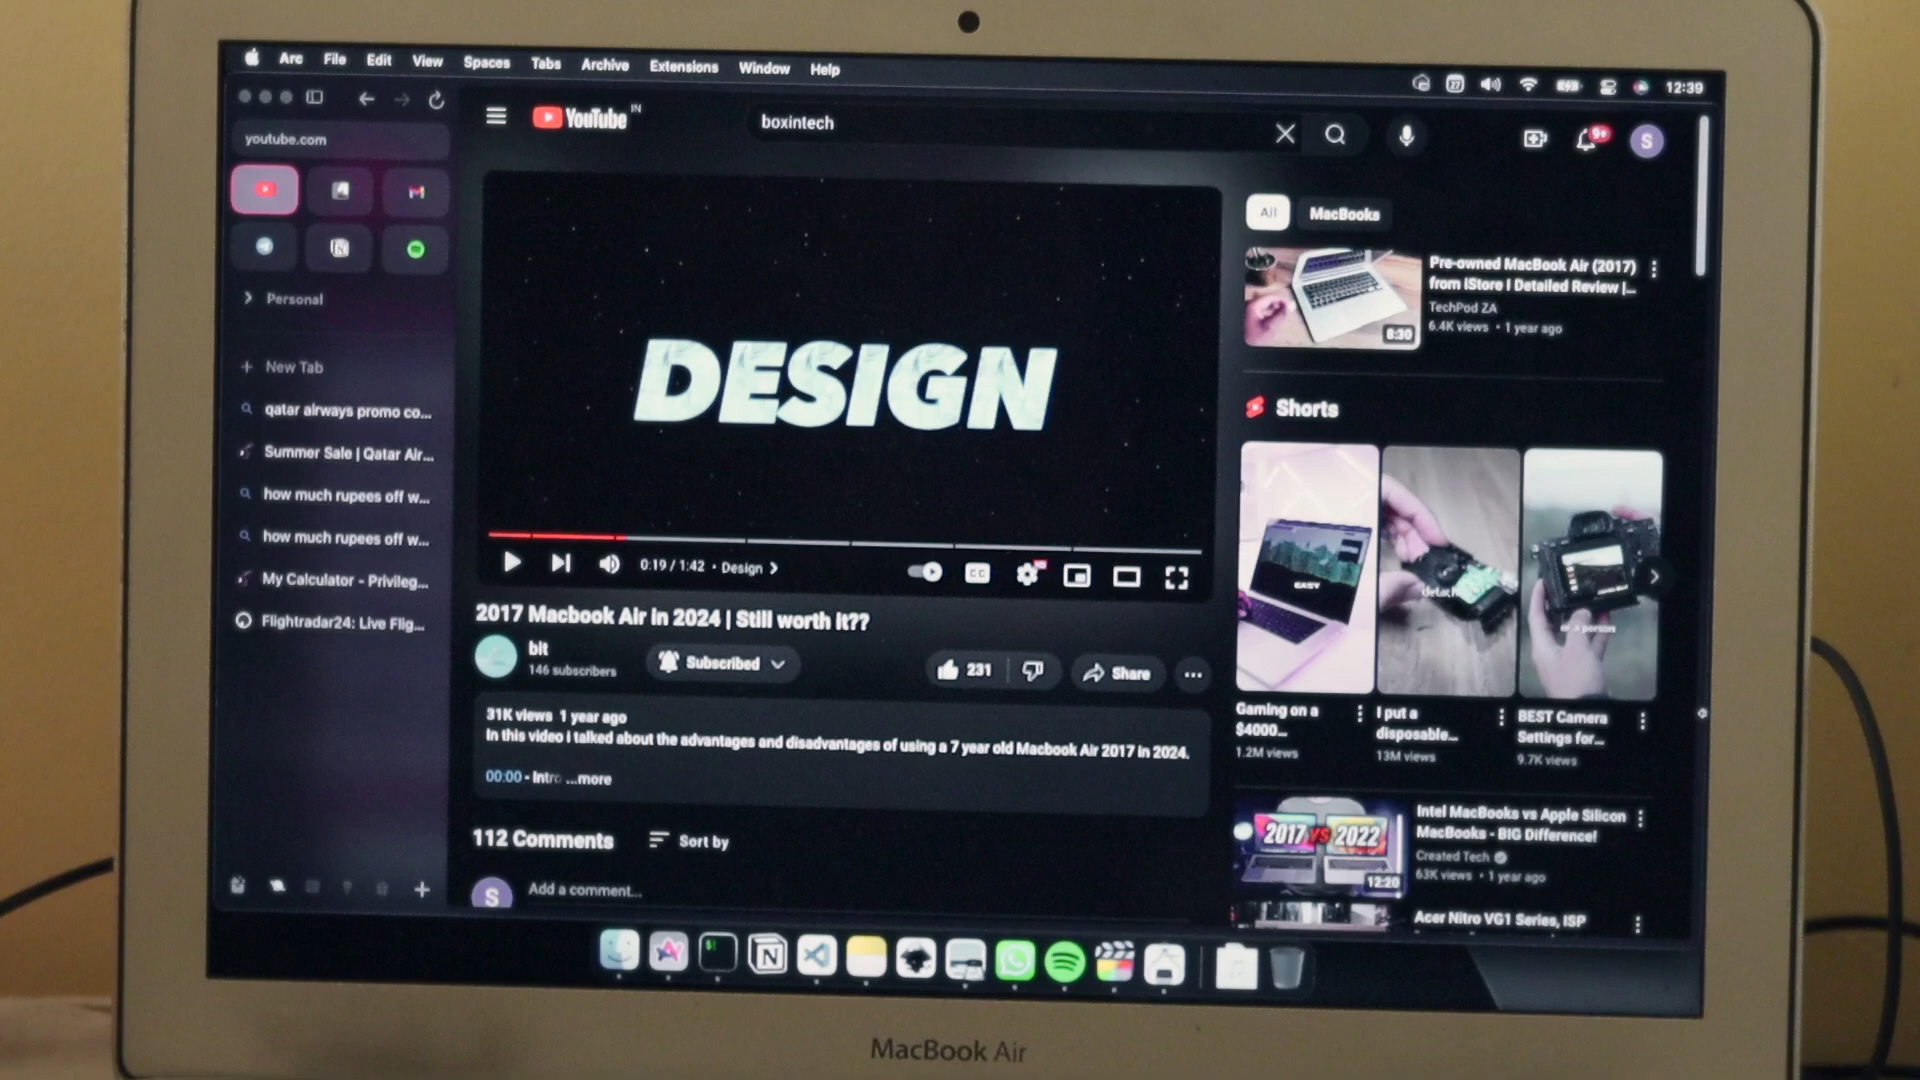 Arc File Edit View Spaces Tabs Archive Extensions Window Help
27
12:39
youtube.com
YouTube IN
boxintech
9+
S
Personal
New Tab
qatar airways promo co...
Summer Sale | Qatar Air...
how much rupees off w...
how much rupees off w...
My Calculator - Privileg...
Flightradar24: Live Flig...
DESIGN
0:19 / 1:42 • Design
CC
2017 Macbook Air in 2024 | Still worth it??
bit
146 subscribers
Subscribed
231
Share
31K views 1 year ago
In this video i talked about the advantages and disadvantages of using a 7 year old Macbook Air 2017 in 2024.
00:00 - Intro ...more
112 Comments
Sort by
S
Add a comment...
All
MacBooks
Pre-owned MacBook Air (2017)
from iStore I Detailed Review |...
TechPod ZA
6.4K views • 1 year ago
8:30
Shorts
EASY
detach
a person
Gaming on a
$4000...
1.2M views
I put a
disposable...
13M views
BEST Camera
Settings for...
9.7K views
2017 vs 2022
12:20
Intel MacBooks vs Apple Silicon
MacBooks - BIG Difference!
Created Tech
63K views • 1 year ago
Acer Nitro VG1 Series, ISP
MacBook Air